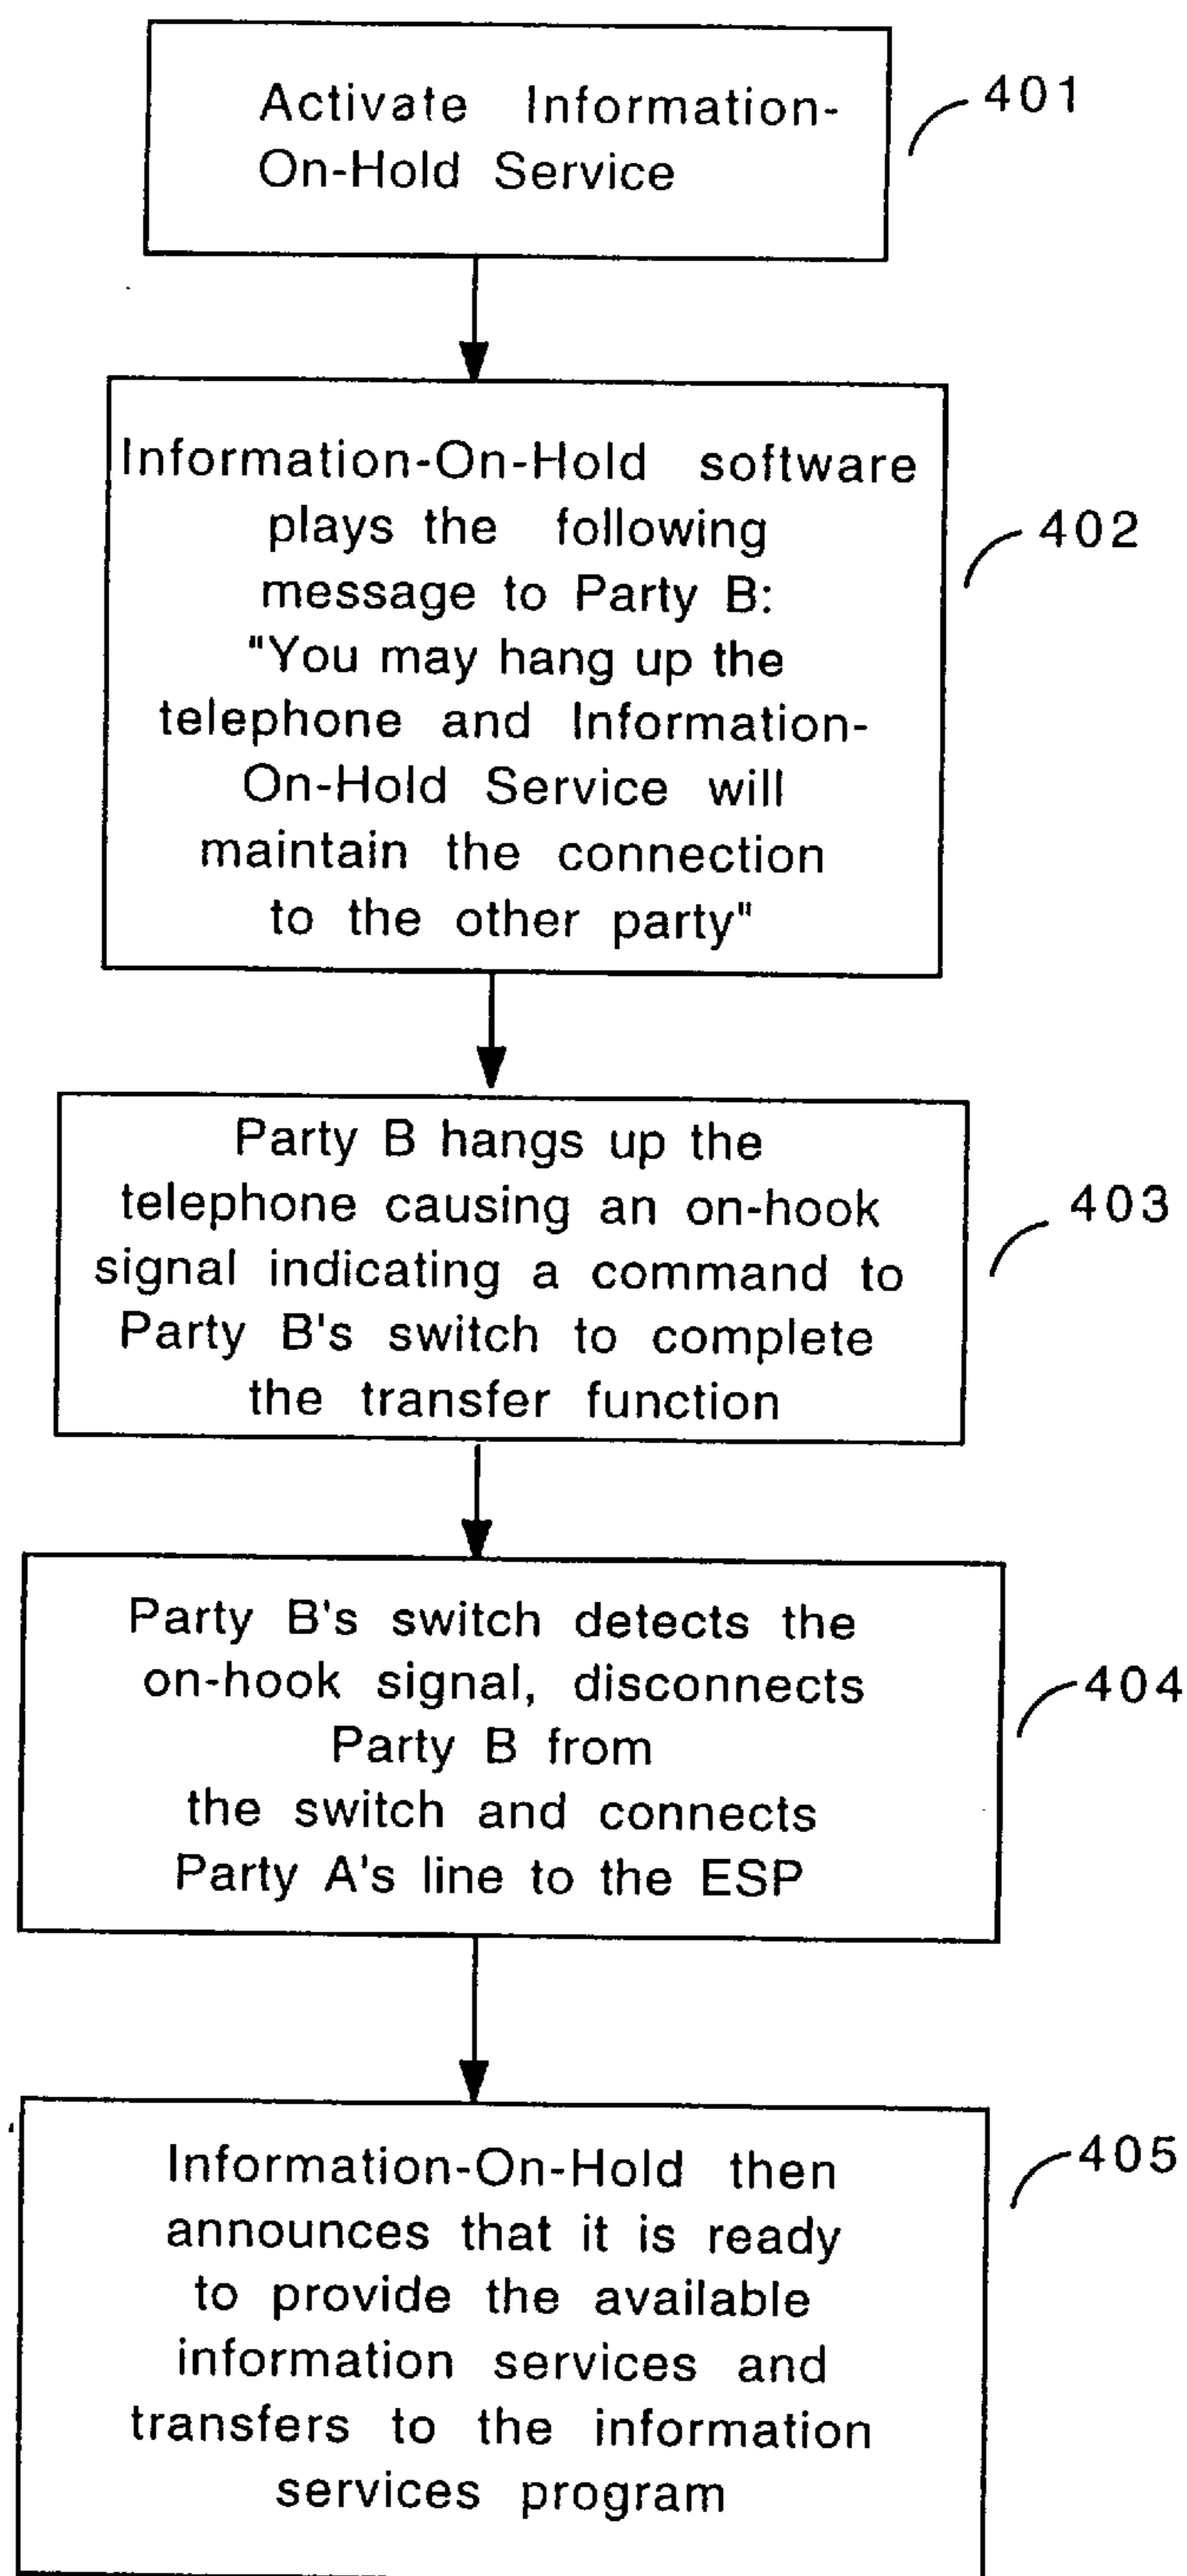 Activate Information-
On-Hold Service
401
Information-On-Hold software
plays the following
message to Party B:
"You may hang up the
telephone and Information-
On-Hold Service will
maintain the connection
to the other party"
402
Party B hangs up the
telephone causing an on-hook
signal indicating a command to
Party B's switch to complete
the transfer function
403
Party B's switch detects the
on-hook signal, disconnects
Party B from
the switch and connects
Party A's line to the ESP
404
Information-On-Hold then
announces that it is ready
to provide the available
information services and
transfers to the information
services program
405